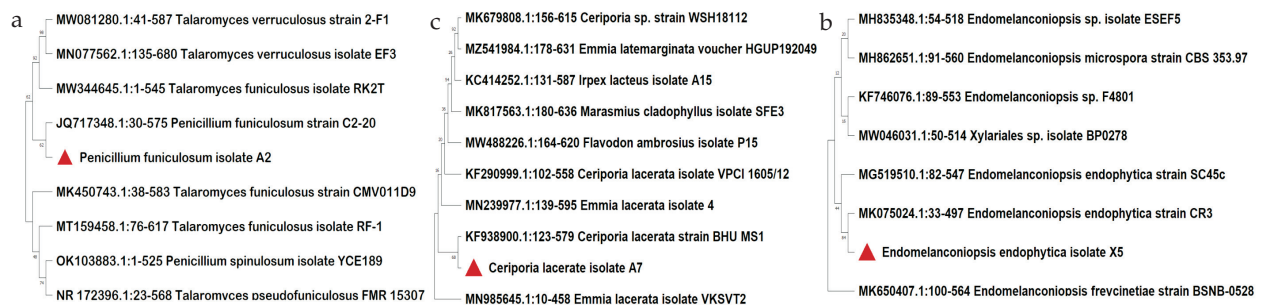 a
MW081280.1:41-587 Talaromyces verruculosus strain 2-F1
MN077562.1:135-680 Talaromyces verruculosus isolate EF3
MW344645.1:1-545 Talaromyces funiculosus isolate RK2T
JQ717348.1:30-575 Penicillium funiculosum strain C2-20
Penicillium funiculosum isolate A2
MK450743.1:38-583 Talaromyces funiculosus strain CMV011D9
MT159458.1:76-617 Talaromyces funiculosus isolate RF-1
OK103883.1:1-525 Penicillium spinulosum isolate YCE189
NR 172396.1:23-568 Talaromyces pseudofuniculosus FMR 15307
c
MK679808.1:156-615 Ceriporia sp. strain WSH18112
MZ541984.1:178-631 Emmia latemarginata voucher HGUP192049
KC414252.1:131-587 Irpex lacteus isolate A15
MK817563.1:180-636 Marasmius cladophyllus isolate SFE3
MW488226.1:164-620 Flavodon ambrosius isolate P15
KF290999.1:102-558 Ceriporia lacerata isolate VPCI 1605/12
MN239977.1:139-595 Emmia lacerata isolate 4
KF938900.1:123-579 Ceriporia lacerata strain BHU MS1
Ceriporia lacerate isolate A7
MN985645.1:10-458 Emmia lacerata isolate VKSVT2
b
MH835348.1:54-518 Endomelanconiopsis sp. isolate ESEF5
MH862651.1:91-560 Endomelanconiopsis microspora strain CBS 353.97
KF746076.1:89-553 Endomelanconiopsis sp. F4801
MW046031.1:50-514 Xylariales sp. isolate BP0278
MG519510.1:82-547 Endomelanconiopsis endophytica strain SC45c
MK075024.1:33-497 Endomelanconiopsis endophytica strain CR3
Endomelanconiopsis endophytica isolate X5
MK650407.1:100-564 Endomelanconiopsis freycinetiae strain BSNB-0528